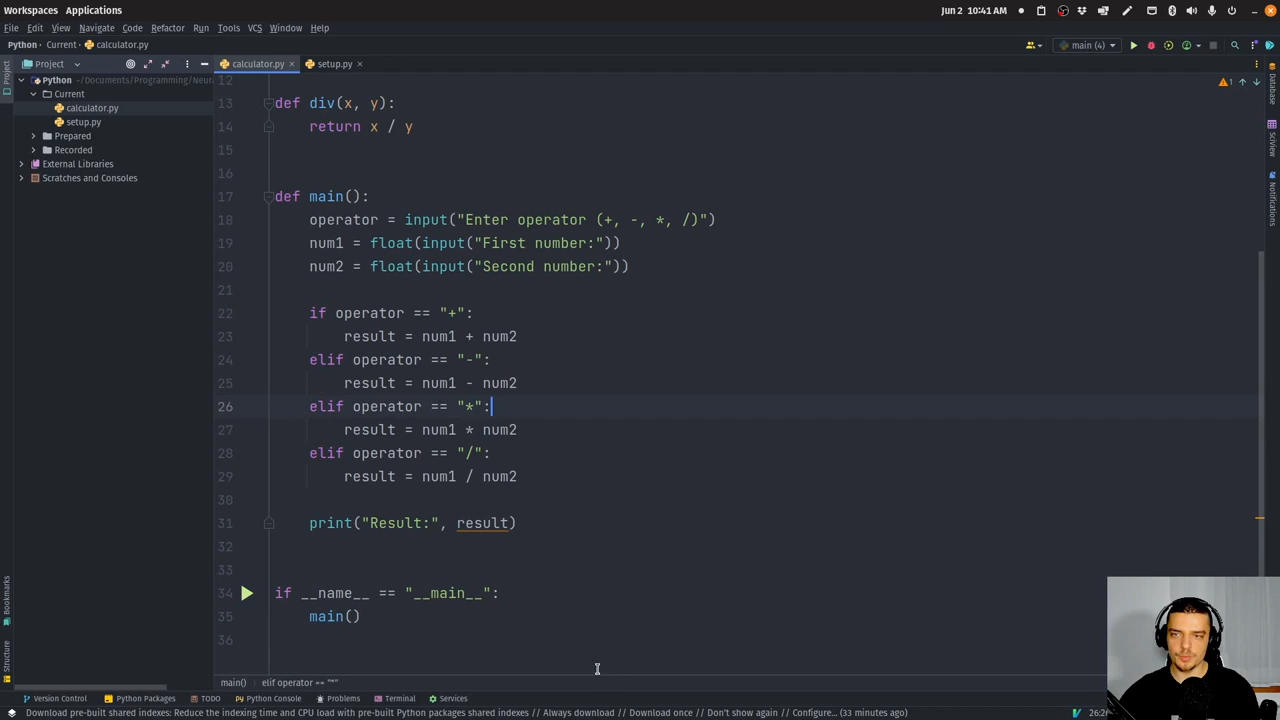 Workspaces Applications
Jun 2 10:41 AM
File Edit View Navigate Code Refactor Run Tools VCS Window Help
Python Current calculator.py
main (4)
Project
calculator.py
setup.py
Project
Python ~/Documents/Programming/Neura
Current
calculator.py
setup.py
Prepared
Recorded
External Libraries
Scratches and Consoles
Bookmarks
Structure
Database
SciView
Notifications
1
12
13 def div(x, y):
14 return x / y
15
16
17 def main():
18 operator = input("Enter operator (+, -, *, /)")
19 num1 = float(input("First number:"))
20 num2 = float(input("Second number:"))
21
22 if operator == "+":
23 result = num1 + num2
24 elif operator == "-":
25 result = num1 - num2
26 elif operator == "*":
27 result = num1 * num2
28 elif operator == "/":
29 result = num1 / num2
30
31 print("Result:", result)
32
33
34 if __name__ == "__main__":
35 main()
36
main() elif operator == "*"
Version Control Python Packages TODO Python Console Problems Terminal Services
Download pre-built shared indexes: Reduce the indexing time and CPU load with pre-built Python packages shared indexes // Always download // Download once // Don't show again // Configure... (33 minutes ago)